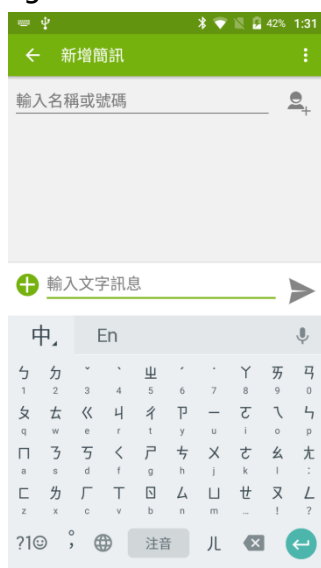 42% 1:31
新增簡訊
輸入名稱或號碼
輸入文字訊息
中 En
ㄅ ㄉ ˇ ˋ ㄓ ˊ ˙ ㄚ ㄞ ㄢ
1 2 3 4 5 6 7 8 9 0
ㄆ ㄊ ㄍ ㄐ ㄔ ㄗ ㄧ ㄛ ㄟ ㄣ
q w e r t y u i o p
ㄇ ㄋ ㄎ ㄑ ㄕ ㄘ ㄨ ㄜ ㄠ ㄤ
a s d f g h j k l :
ㄈ ㄌ ㄏ ㄒ ㄖ ㄙ ㄩ ㄝ ㄡ ㄥ
z x c v b n m … ! ?
?1☺ °, 注音 ㄦ